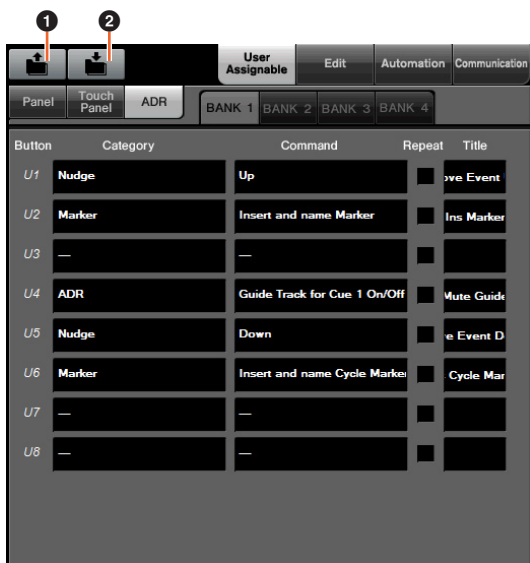 1 2
User Assignable Edit Automation Communication
Panel Touch Panel ADR BANK 1 BANK 2 BANK 3 BANK 4
Button Category Command Repeat Title
U1 Nudge Up ove Event
U2 Marker Insert and name Marker Ins Marker
U3 — —
U4 ADR Guide Track for Cue 1 On/Off Mute Guide
U5 Nudge Down e Event D
U6 Marker Insert and name Cycle Marker Cycle Mar
U7 — —
U8 — —